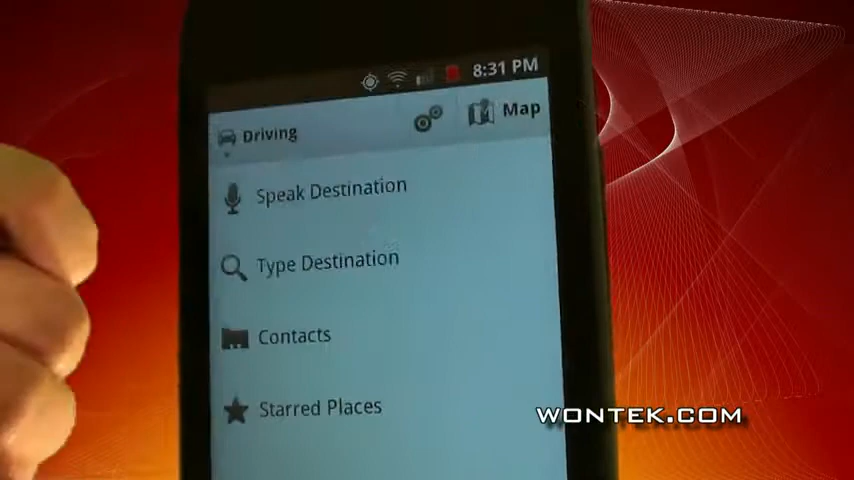 8:31 PM
Driving
Map
Speak Destination
Type Destination
Contacts
Starred Places
WONTEK.COM